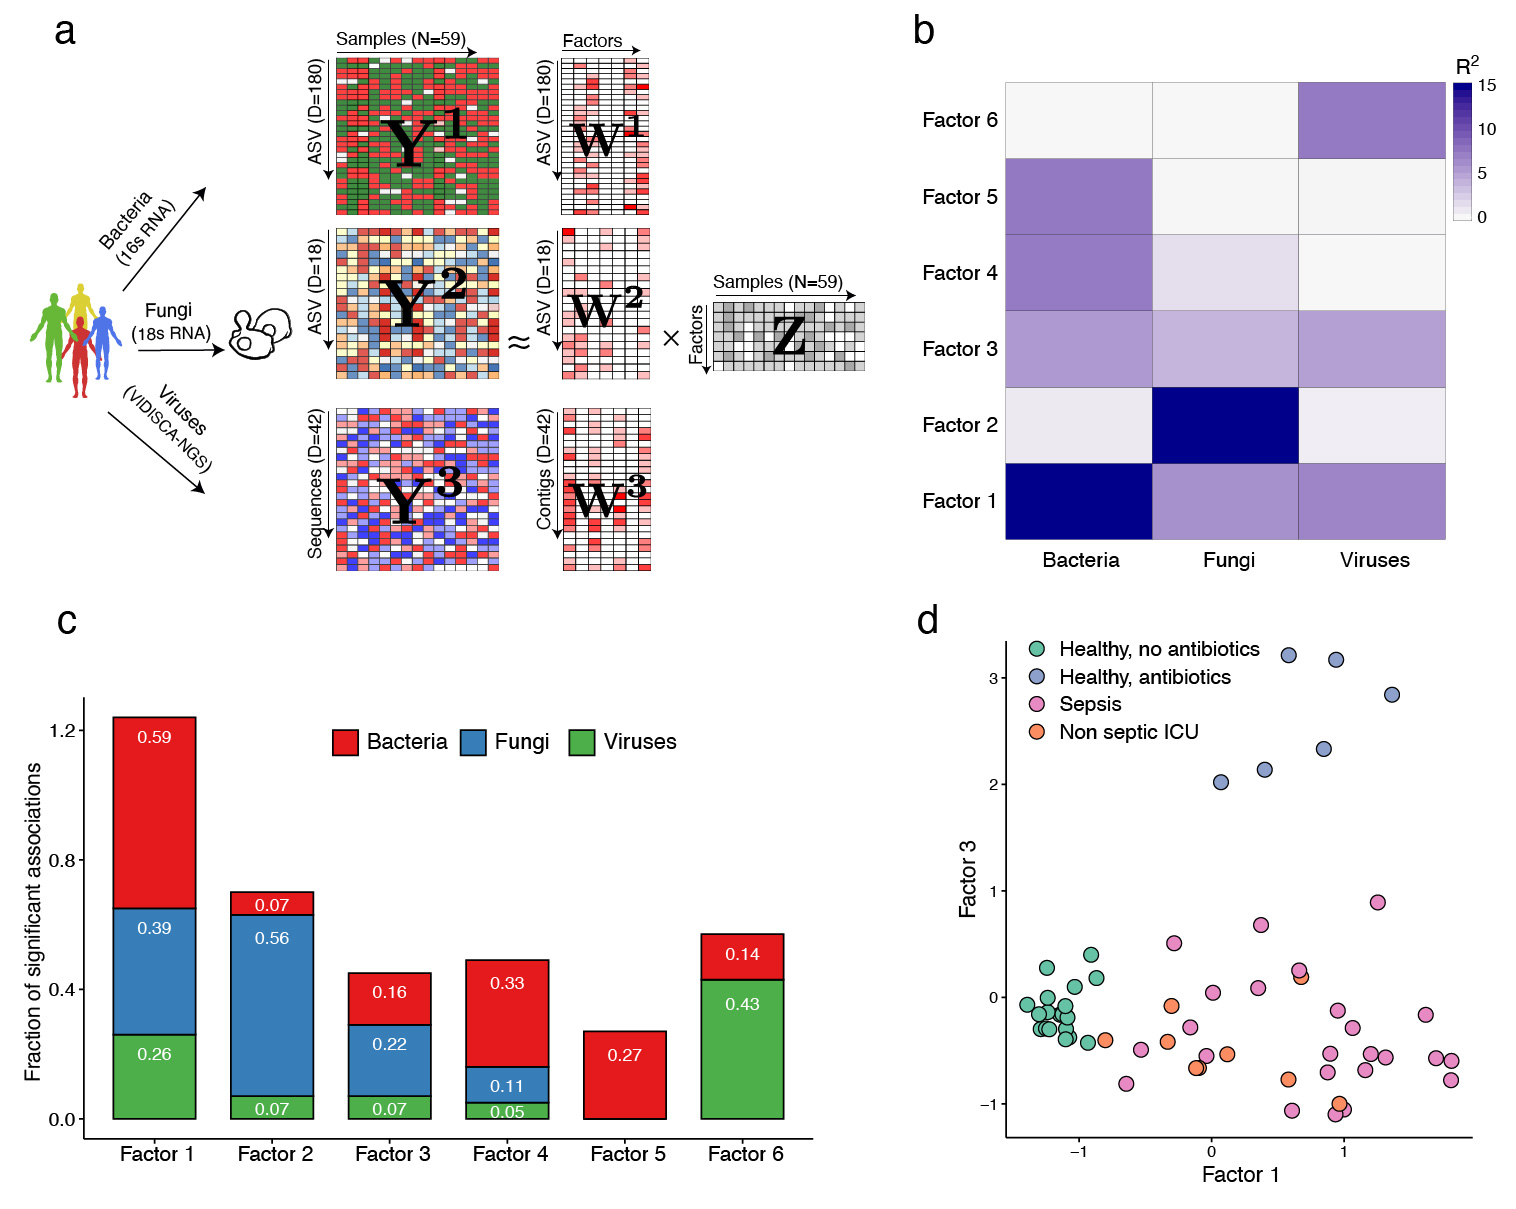 a
Samples (N=59)
Factors
ASV (D=180)
Y1
ASV (D=180)
W1
Bacteria
(16s RNA)
Fungi
(18s RNA)
Viruses
(VIDISCA-NGS)
ASV (D=18)
Y2
ASV (D=18)
W2
≈
×
Samples (N=59)
Factors
Z
Sequences (D=42)
Y3
Contigs (D=42)
W3
b
R2
15
10
5
0
Factor 6
Factor 5
Factor 4
Factor 3
Factor 2
Factor 1
Bacteria Fungi Viruses
c
Fraction of significant associations
1.2
0.8
0.4
0.0
Bacteria Fungi Viruses
0.59
0.39
0.26
0.07
0.56
0.07
0.16
0.22
0.07
0.33
0.11
0.05
0.27
0.14
0.43
Factor 1 Factor 2 Factor 3 Factor 4 Factor 5 Factor 6
d
Healthy, no antibiotics
Healthy, antibiotics
Sepsis
Non septic ICU
Factor 3
3
2
1
0
−1
−1 0 1
Factor 1